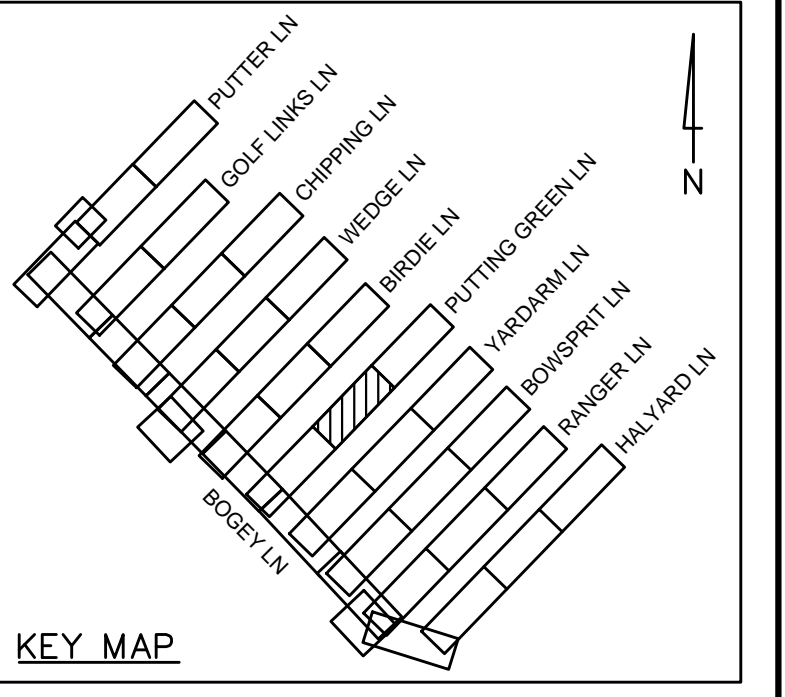 PUTTER LN
GOLF LINKS LN
CHIPPING LN
WEDGE LN
BIRDIE LN
PUTTING GREEN LN
YARDARM LN
BOWSPRIT LN
RANGER LN
HALYARD LN
N
BOGEY LN
KEY MAP